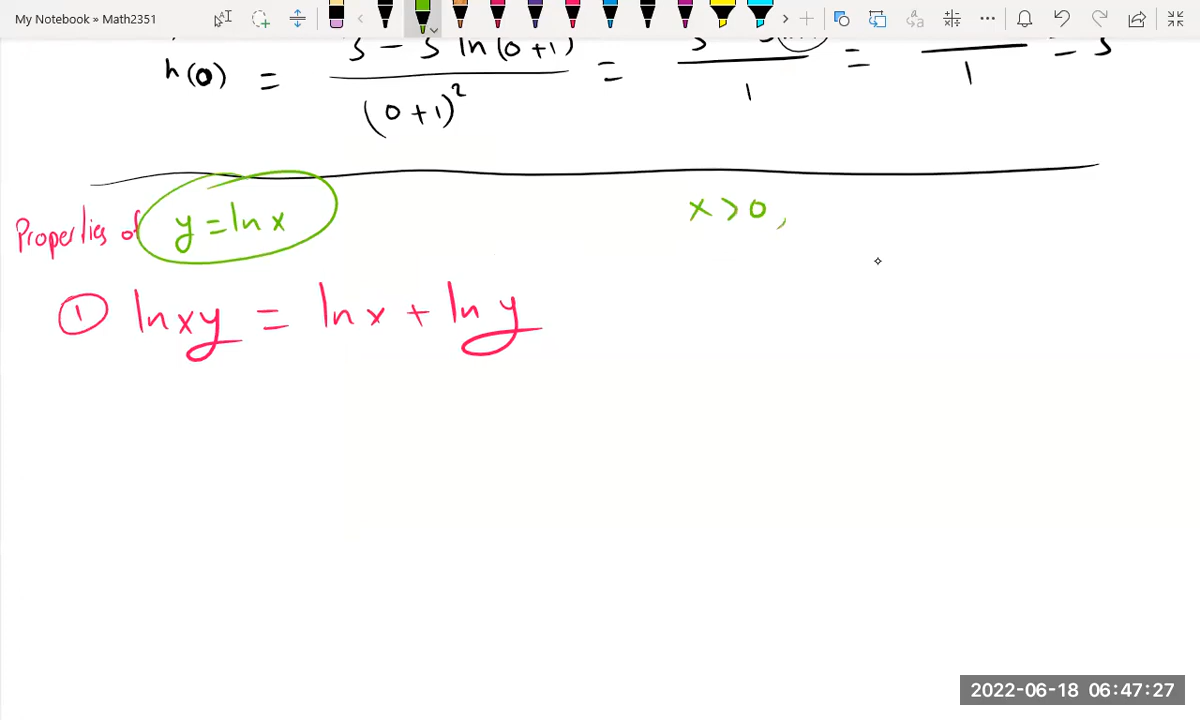 My Notebook » Math2351
5 - 5 ln(0+1)
h(0) = = =
(0+1)² 1 1
Properties of y = ln x x > 0,
① ln xy = ln x + ln y
2022-06-18 06:47:27